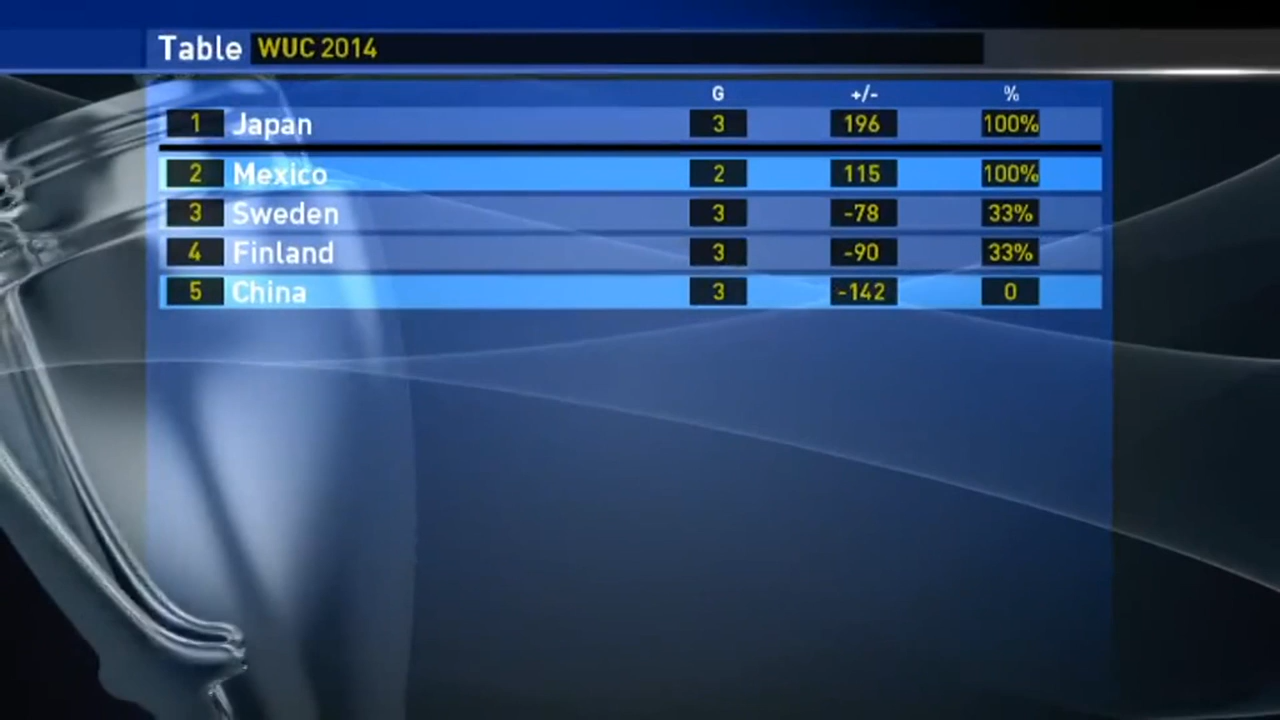 Table WUC 2014
G +/- %
1 Japan 3 196 100%
2 Mexico 2 115 100%
3 Sweden 3 -78 33%
4 Finland 3 -90 33%
5 China 3 -142 0